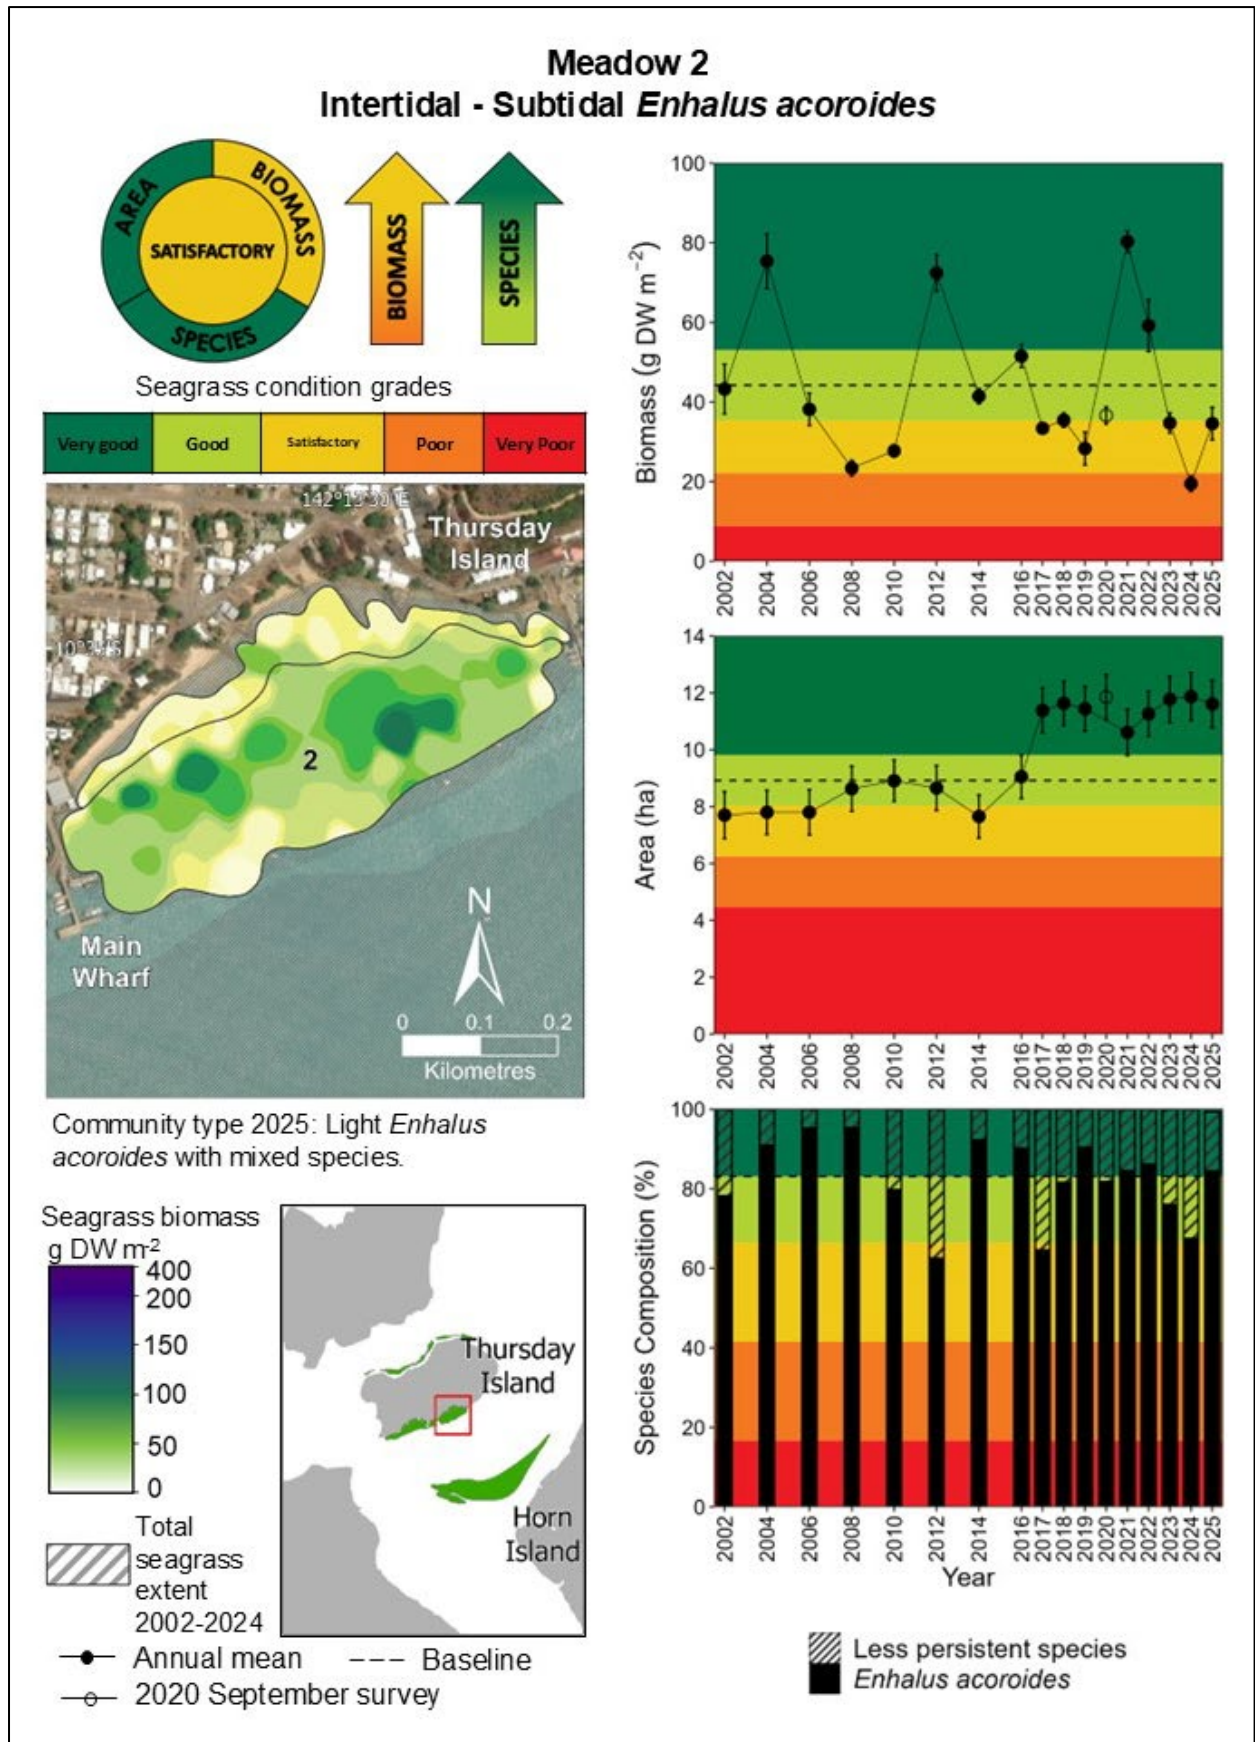 Meadow 2
Intertidal - Subtidal Enhalus acoroides
AREA
BIOMASS
SATISFACTORY
SPECIES
BIOMASS
SPECIES
Seagrass condition grades
Very good Good Satisfactory Poor Very Poor
142°13'30"E
Thursday
Island
2
Main
Wharf
N
0 0.1 0.2
Kilometres
Community type 2025: Light Enhalus
acoroides with mixed species.
Seagrass biomass
g DW m-2
400
200
150
100
50
0
Total
seagrass
extent
2002-2024
Thursday
Island
Horn
Island
Annual mean
Baseline
2020 September survey
Biomass (g DW m−2)
100
80
60
40
20
0
2002 2004 2006 2008 2010 2012 2014 2016 2017 2018 2019 2020 2021 2022 2023 2024 2025
Area (ha)
14
12
10
8
6
4
2
0
2002 2004 2006 2008 2010 2012 2014 2016 2017 2018 2019 2020 2021 2022 2023 2024 2025
Species Composition (%)
100
80
60
40
20
0
2002 2004 2006 2008 2010 2012 2014 2016 2017 2018 2019 2020 2021 2022 2023 2024 2025
Year
Less persistent species
Enhalus acoroides